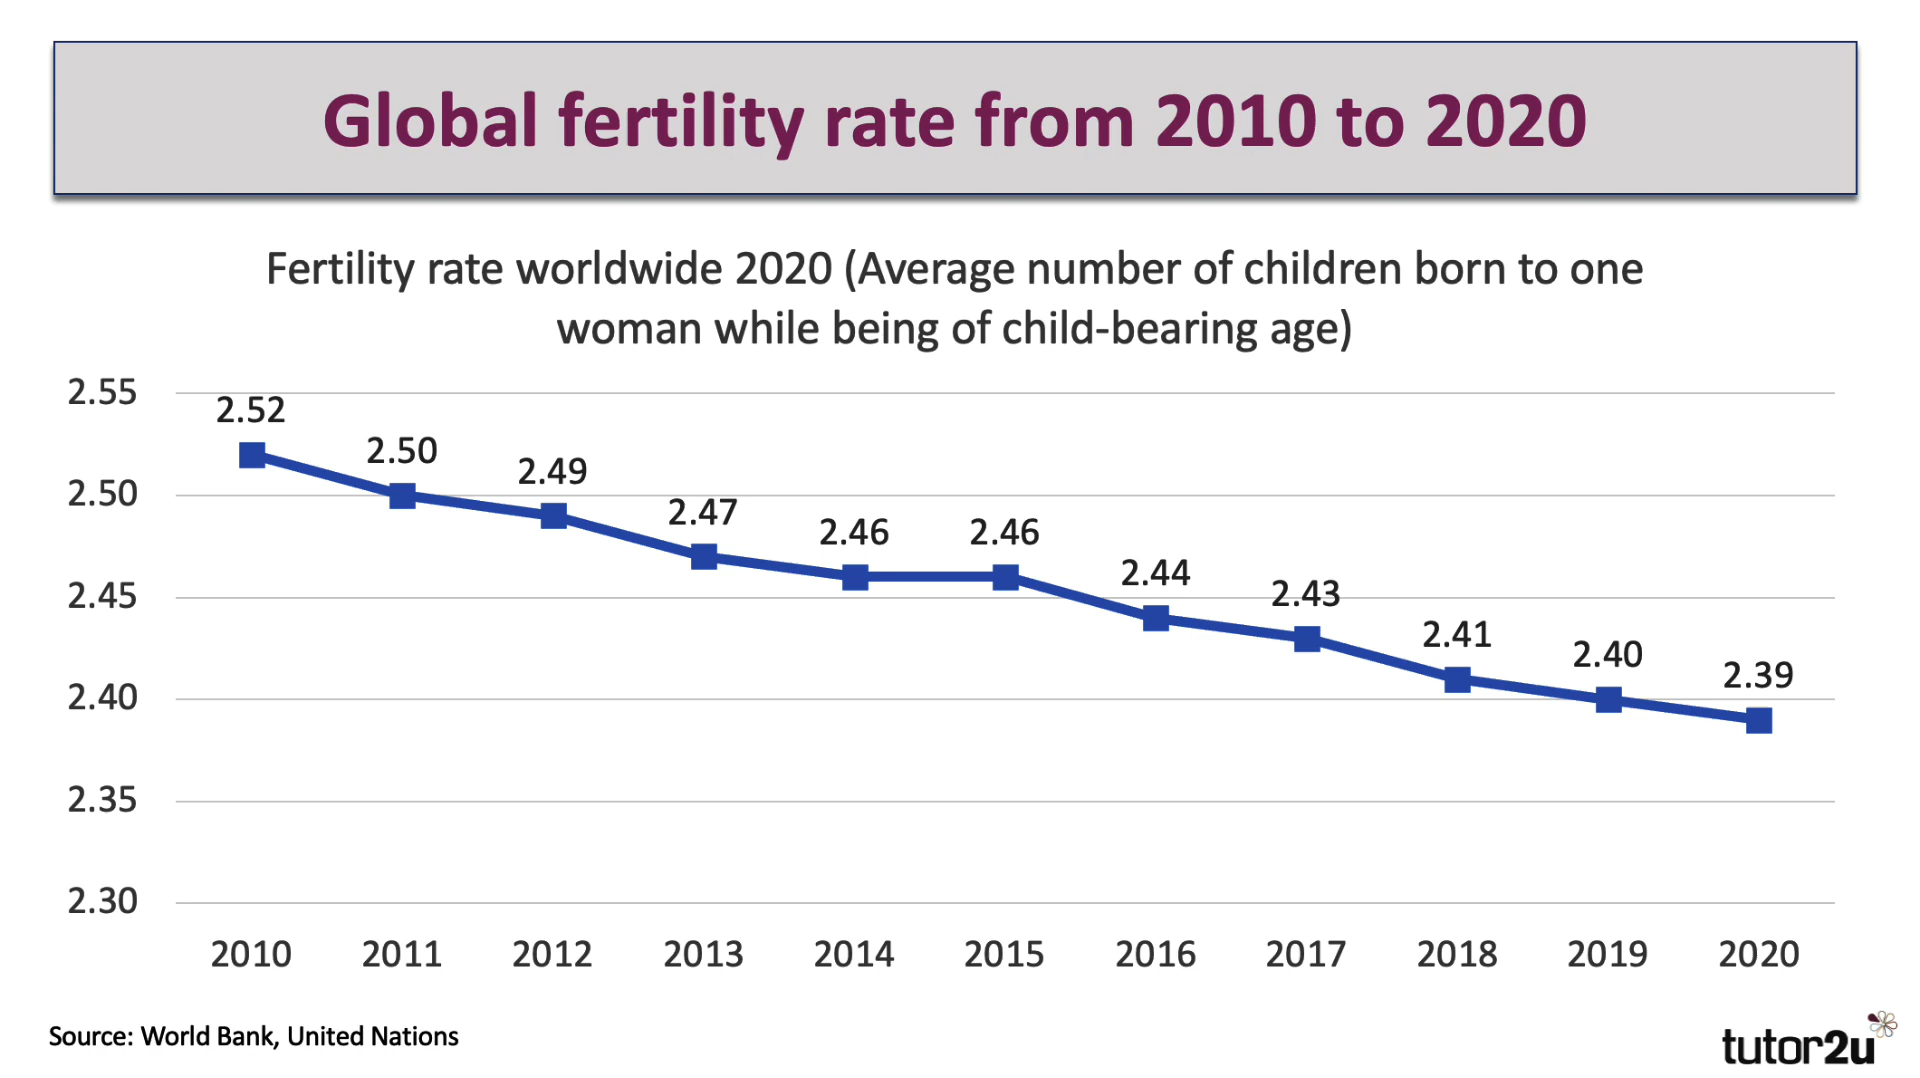 Global fertility rate from 2010 to 2020
Fertility rate worldwide 2020 (Average number of children born to one
woman while being of child-bearing age)
2.55
2.50
2.45
2.40
2.35
2.30
2.52
2.50
2.49
2.47
2.46
2.46
2.44
2.43
2.41
2.40
2.39
2010 2011 2012 2013 2014 2015 2016 2017 2018 2019 2020
Source: World Bank, United Nations
tutor2u